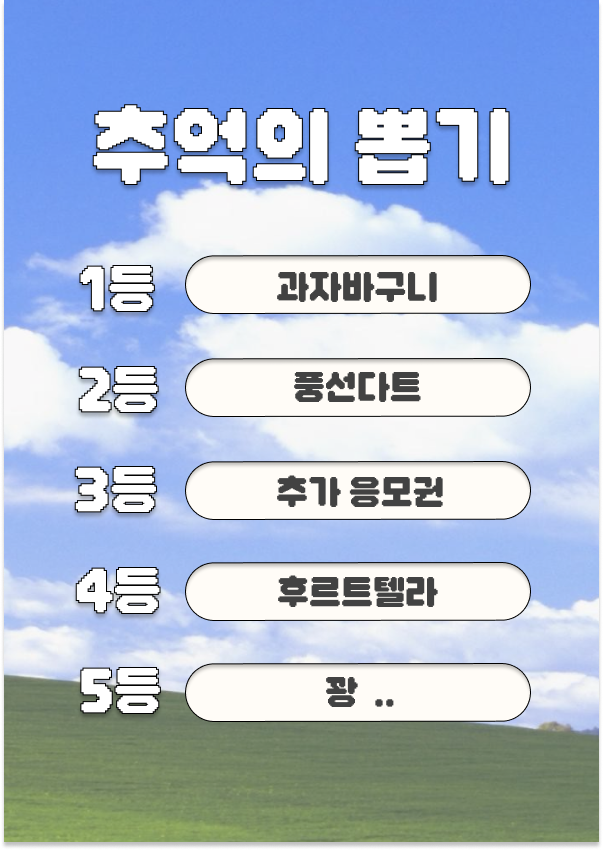 추억의 뽑기
1등 과자바구니
2등 풍선다트
3등 추가 응모권
4등 후르트텔라
5등 꽝 ..